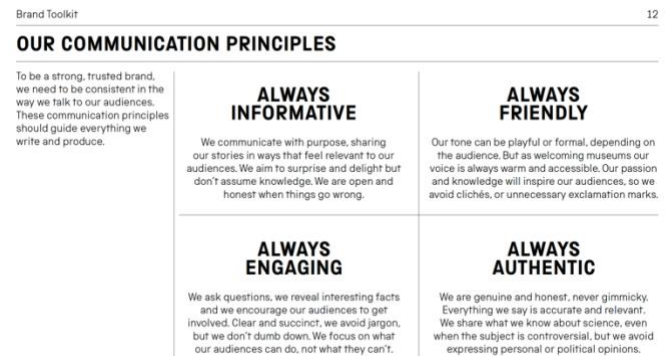 Brand Toolkit
12
OUR COMMUNICATION PRINCIPLES
To be a strong, trusted brand,
we need to be consistent in the
way we talk to our audiences.
These communication principles
should guide everything we
write and produce.
ALWAYS
INFORMATIVE
We communicate with purpose, sharing
our stories in ways that feel relevant to our
audiences. We aim to surprise and delight but
don't assume knowledge. We are open and
honest when things go wrong.
ALWAYS
FRIENDLY
Our tone can be playful or formal, depending on
the audience. But as welcoming museums our
voice is always warm and accessible. Our passion
and knowledge will inspire our audiences, so we
avoid clichés, or unnecessary exclamation marks.
ALWAYS
ENGAGING
We ask questions, we reveal interesting facts
and we encourage our audiences to get
involved. Clear and succinct, we avoid jargon,
but we don't dumb down. We focus on what
our audiences can do, not what they can't.
ALWAYS
AUTHENTIC
We are genuine and honest, never gimmicky.
Everything we say is accurate and relevant.
We share what we know about science, even
when the subject is controversial, but we avoid
expressing personal or political opinions.